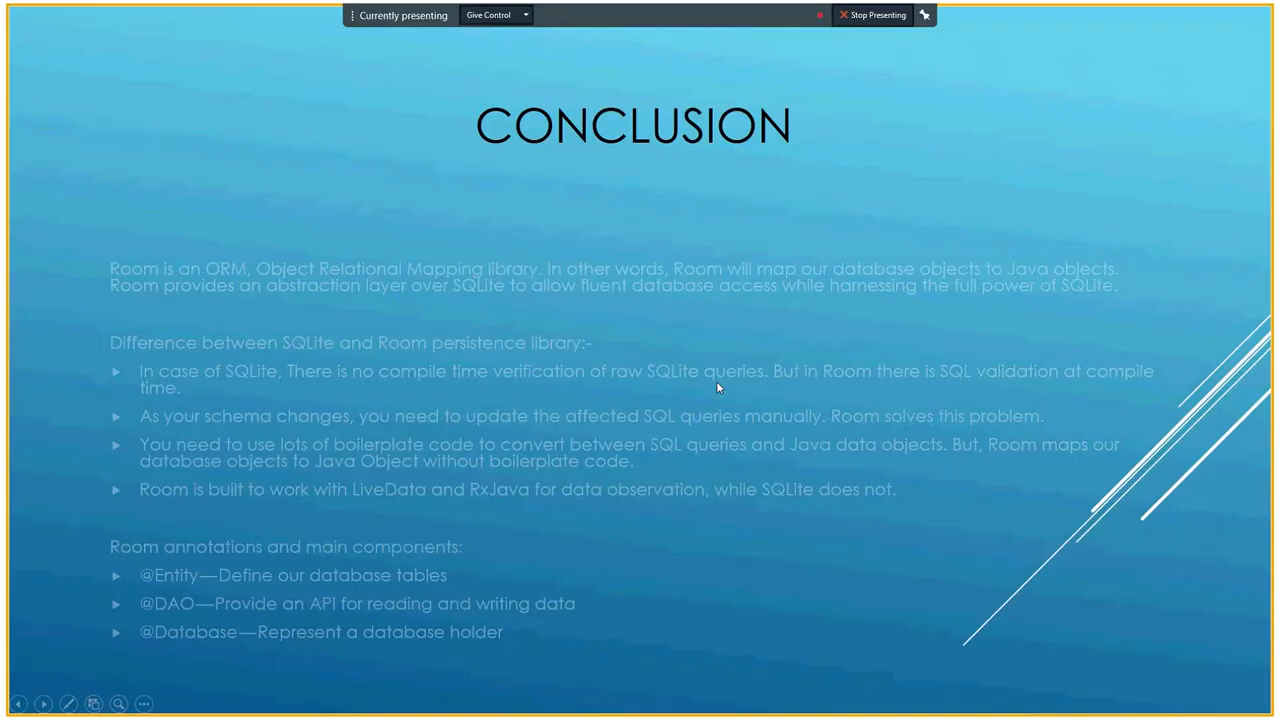 Currently presenting
Give Control
Stop Presenting
CONCLUSION
Room is an ORM, Object Relational Mapping library. In other words, Room will map our database objects to Java objects.
Room provides an abstraction layer over SQLite to allow fluent database access while harnessing the full power of SQLite.
Difference between SQLite and Room persistence library:-
In case of SQLite, There is no compile time verification of raw SQLite queries. But in Room there is SQL validation at compile
time.
As your schema changes, you need to update the affected SQL queries manually. Room solves this problem.
You need to use lots of boilerplate code to convert between SQL queries and Java data objects. But, Room maps our
database objects to Java Object without boilerplate code.
Room is built to work with LiveData and RxJava for data observation, while SQLite does not.
Room annotations and main components:
@Entity—Define our database tables
@DAO—Provide an API for reading and writing data
@Database—Represent a database holder